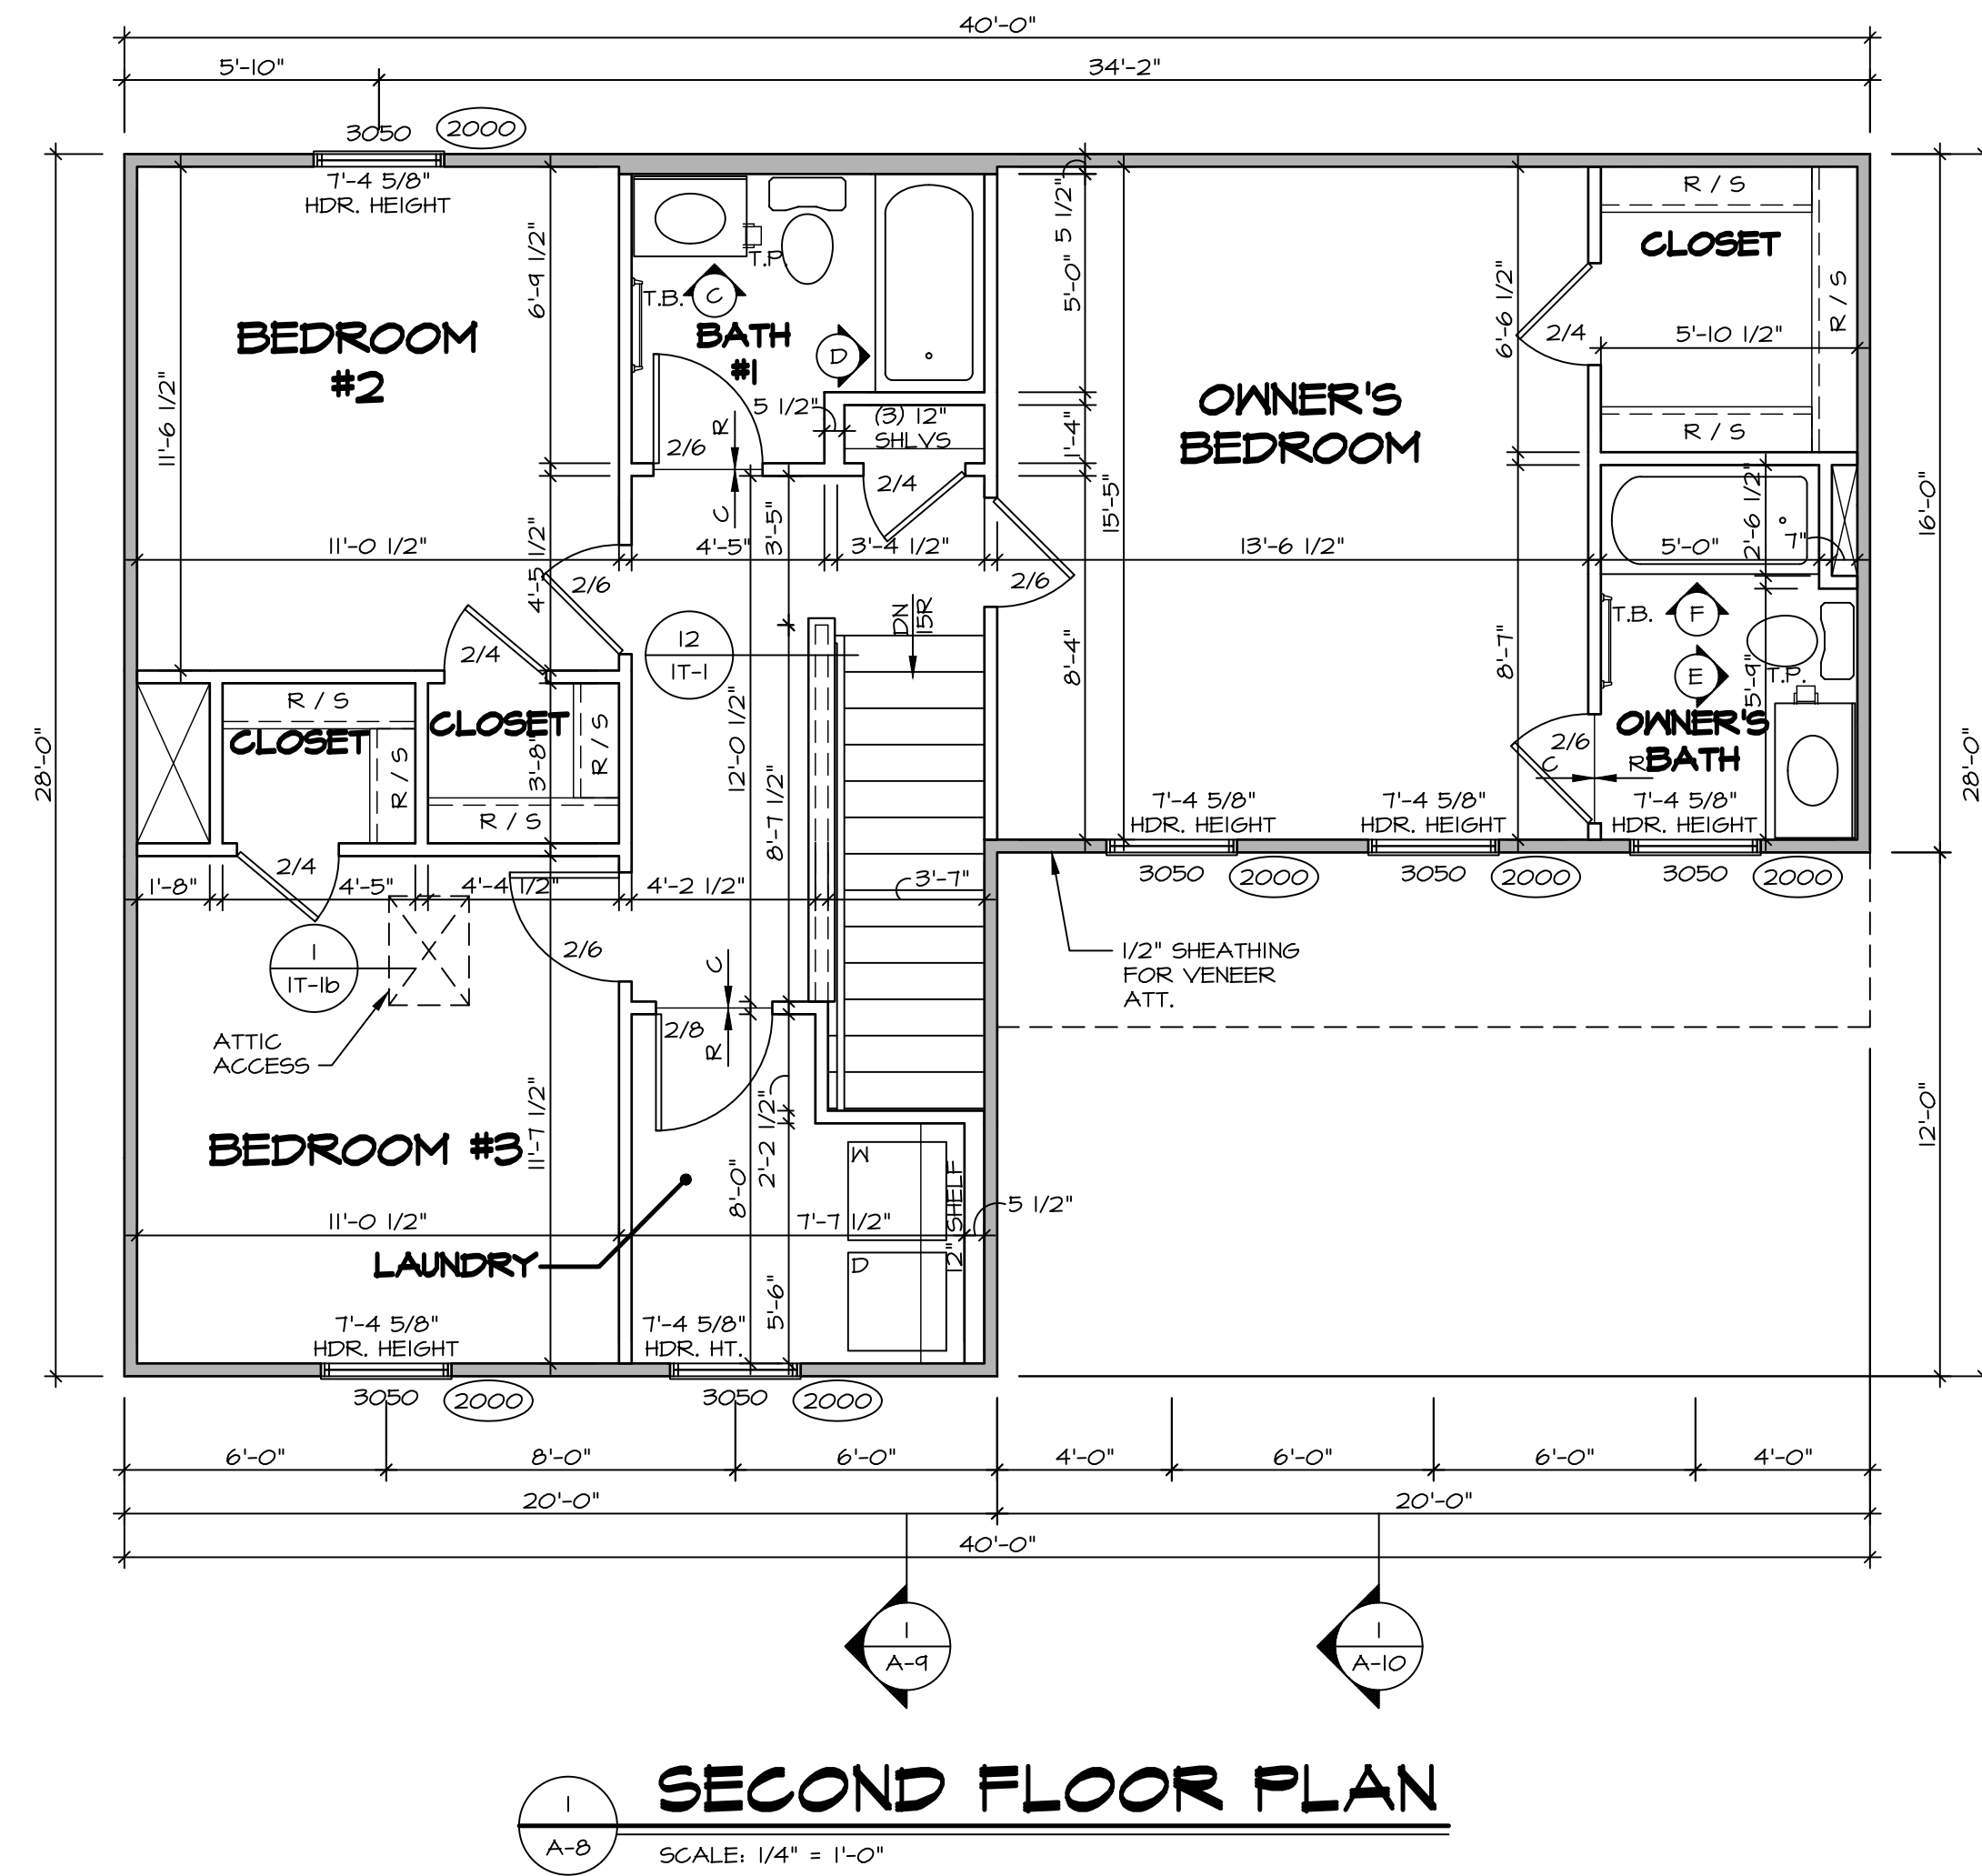 40'-0"
5'-10"
34'-2"
3050
2000
7'-4 5/8"
HDR. HEIGHT
BEDROOM
#2
11'-6 1/2"
6'-9 1/2"
T.B.
C
T.P.
BATH
#1
D
5 1/2"
(3) 12"
SHLVS
R
2/6
C
2/4
5 1/2"
5'-0"
1'-4"
15'-5"
OWNER'S
BEDROOM
6'-6 1/2"
2/4
R / S
CLOSET
R / S
5'-10 1/2"
R / S
16'-0"
11'-0 1/2"
4'-5 1/2"
2/6
4'-5"
3'-5"
3'-4 1/2"
2/6
13'-6 1/2"
5'-0"
2'-6 1/2"
7"
2/4
12
1T-1
DN
15R
8'-4"
8'-7"
T.B.
F
E
5'-9"
T.P.
OWNER'S
BATH
2/6
C
R
28'-0"
R / S
CLOSET
R / S
CLOSET
R / S
R / S
3'-8"
12'-0 1/2"
8'-7 1/2"
28'-0"
7'-4 5/8"
HDR. HEIGHT
7'-4 5/8"
HDR. HEIGHT
7'-4 5/8"
HDR. HEIGHT
3050
2000
3050
2000
3050
2000
1'-8"
2/4
4'-5"
4'-4 1/2"
4'-2 1/2"
3'-7"
1
1T-1b
2/6
C
2/8
R
1/2" SHEATHING
FOR VENEER
ATT.
ATTIC
ACCESS
12'-0"
BEDROOM #3
11'-7 1/2"
8'-0"
2'-2 1/2"
W
12" SHELF
5 1/2"
11'-0 1/2"
7'-7 1/2"
LAUNDRY
D
5'-6"
7'-4 5/8"
HDR. HEIGHT
7'-4 5/8"
HDR. HT.
3050
2000
3050
2000
6'-0"
8'-0"
6'-0"
4'-0"
6'-0"
6'-0"
4'-0"
20'-0"
20'-0"
40'-0"
1
A-9
1
A-10
1
A-8
SECOND FLOOR PLAN
SCALE: 1/4" = 1'-0"